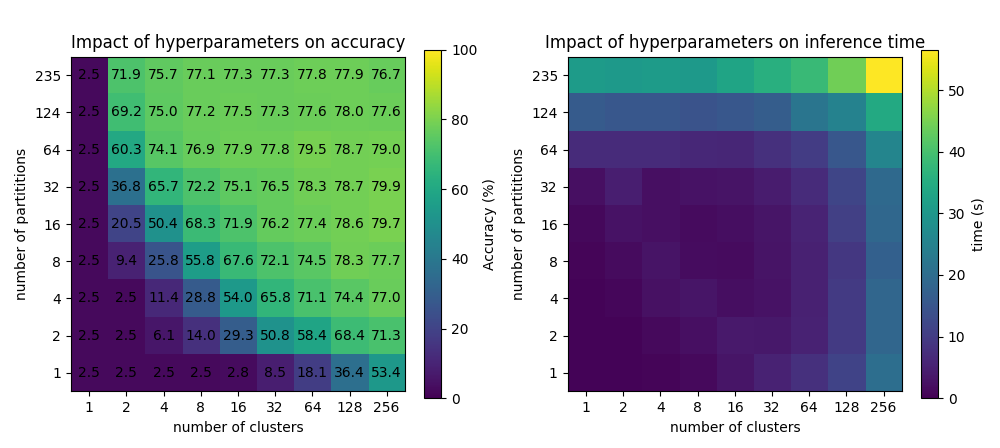 Impact of hyperparameters on accuracy
235 2.5 71.9 75.7 77.1 77.3 77.3 77.8 77.9 76.7
124 2.5 69.2 75.0 77.2 77.5 77.3 77.6 78.0 77.6
64 2.5 60.3 74.1 76.9 77.9 77.8 79.5 78.7 79.0
32 2.5 36.8 65.7 72.2 75.1 76.5 78.3 78.7 79.9
16 2.5 20.5 50.4 68.3 71.9 76.2 77.4 78.6 79.7
8 2.5 9.4 25.8 55.8 67.6 72.1 74.5 78.3 77.7
4 2.5 2.5 11.4 28.8 54.0 65.8 71.1 74.4 77.0
2 2.5 2.5 6.1 14.0 29.3 50.8 58.4 68.4 71.3
1 2.5 2.5 2.5 2.5 2.8 8.5 18.1 36.4 53.4
1 2 4 8 16 32 64 128 256
number of clusters
number of partititions
100
80
60
40
20
0
Accuracy (%)
Impact of hyperparameters on inference time
235
124
64
32
16
8
4
2
1
1 2 4 8 16 32 64 128 256
number of clusters
number of partititions
50
40
30
20
10
0
time (s)